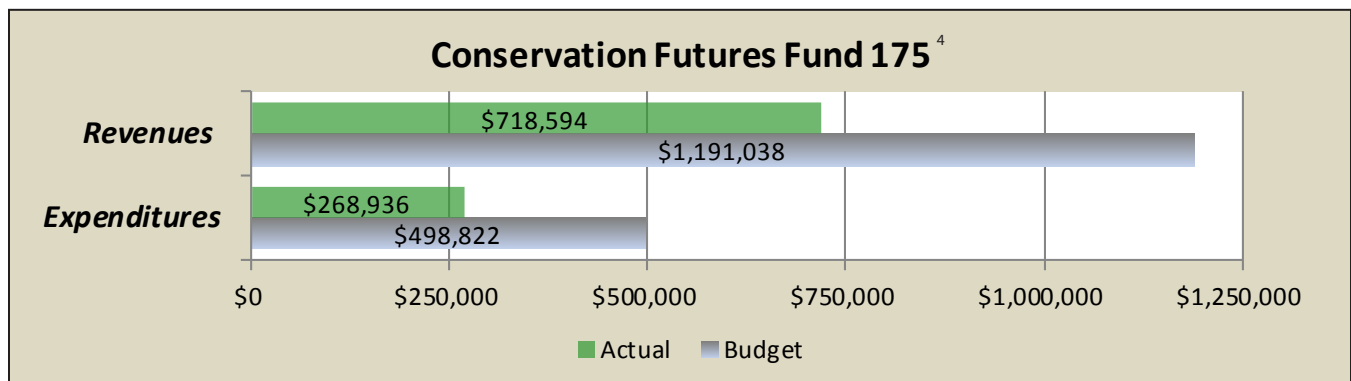 Conservation Futures Fund 175 4
Revenues
$718,594
$1,191,038
Expenditures
$268,936
$498,822
$0 $250,000 $500,000 $750,000 $1,000,000 $1,250,000
Actual Budget